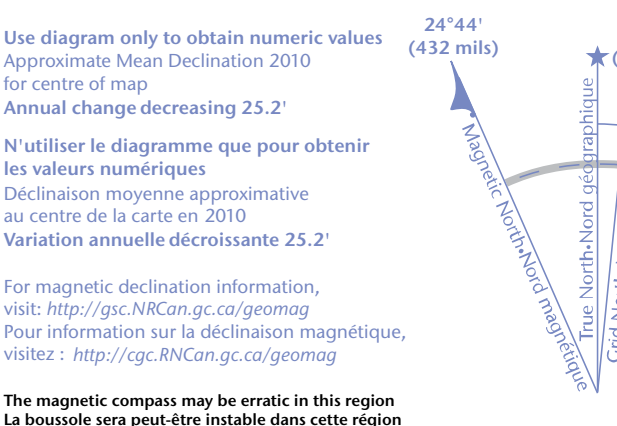 Use diagram only to obtain numeric values
Approximate Mean Declination 2010
for centre of map
Annual change decreasing 25.2'
N'utiliser le diagramme que pour obtenir
les valeurs numériques
Déclinaison moyenne approximative
au centre de la carte en 2010
Variation annuelle décroissante 25.2'
For magnetic declination information,
visit: http://gsc.NRCan.gc.ca/geomag
Pour information sur la déclinaison magnétique,
visitez : http://cgc.RNCan.gc.ca/geomag
The magnetic compass may be erratic in this region
La boussole sera peut-être instable dans cette région
24°44'
(432 mils)
Magnetic North•Nord magnétique
True North•Nord géographique
Grid